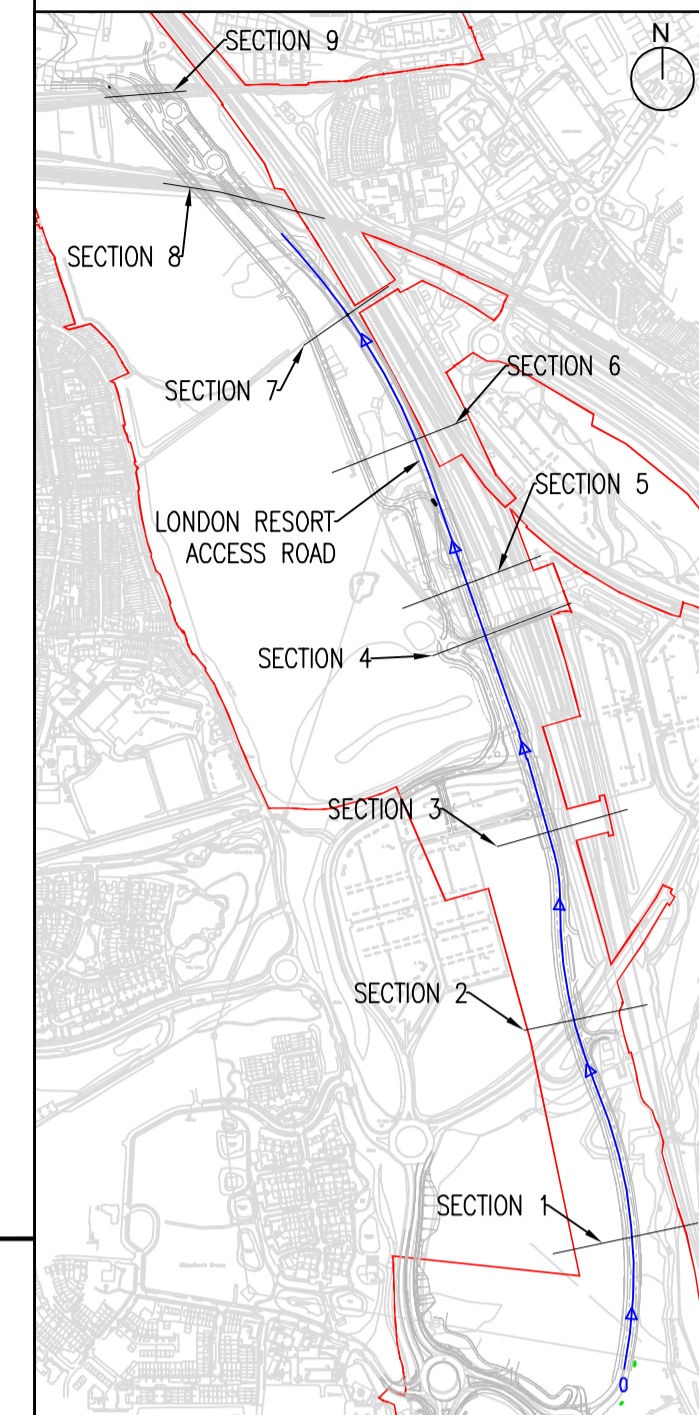 N
SECTION 9
SECTION 8
SECTION 7
SECTION 6
LONDON RESORT
ACCESS ROAD
SECTION 5
SECTION 4
SECTION 3
SECTION 2
SECTION 1
0